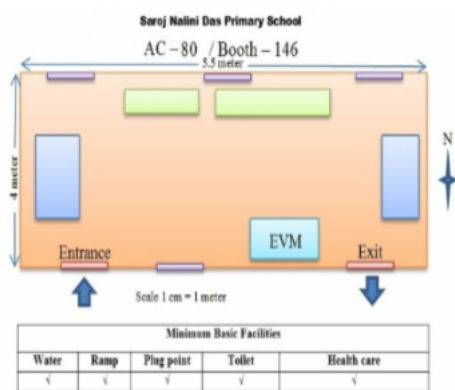 Saroj Nalini Das Primary School
AC-80 / Booth-146
5.5 meter
4 meter
N
EVM
Entrance
Exit
Scale 1 cm = 1 meter
Minimum Basic Facilities
Water Ramp Plug point Toilet Health care
√ √ √ √ √